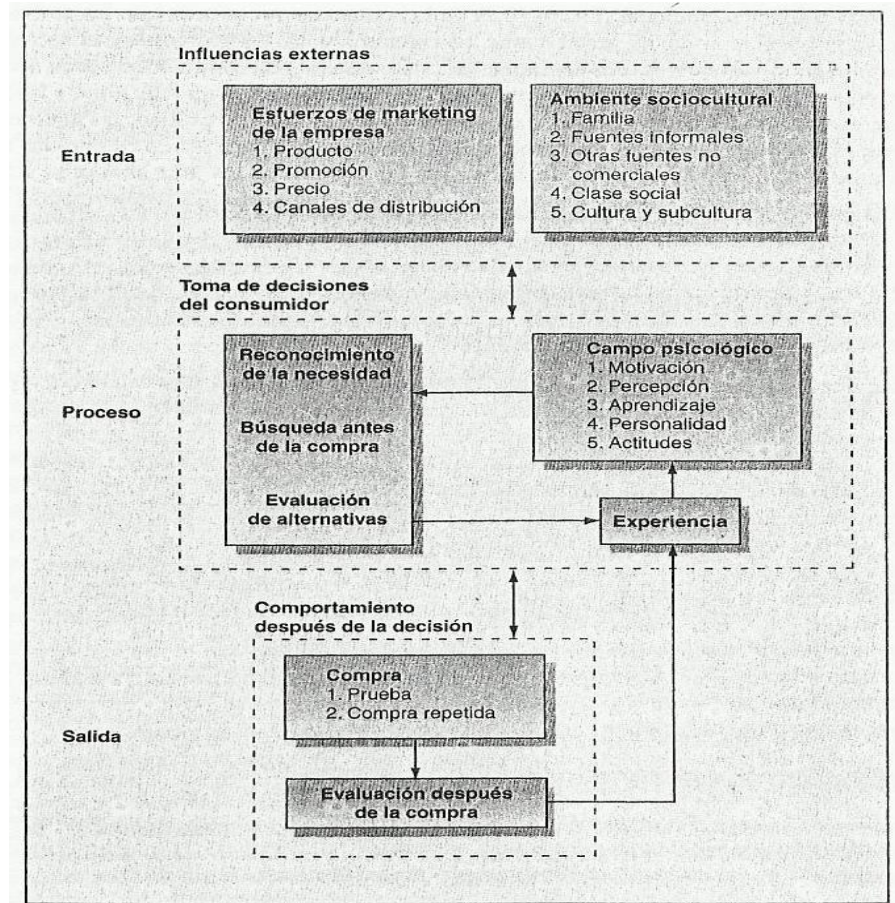 Influencias externas
Entrada
Esfuerzos de marketing
de la empresa
1. Producto
2. Promoción
3. Precio
4. Canales de distribución
Ambiente sociocultural
1. Familia
2. Fuentes informales
3. Otras fuentes no
comerciales
4. Clase social
5. Cultura y subcultura
Toma de decisiones
del consumidor
Proceso
Reconocimiento
de la necesidad
Búsqueda antes
de la compra
Evaluación
de alternativas
Campo psicológico
1. Motivación
2. Percepción
3. Aprendizaje
4. Personalidad
5. Actitudes
Experiencia
Comportamiento
después de la decisión
Salida
Compra
1. Prueba
2. Compra repetida
Evaluación después
de la compra